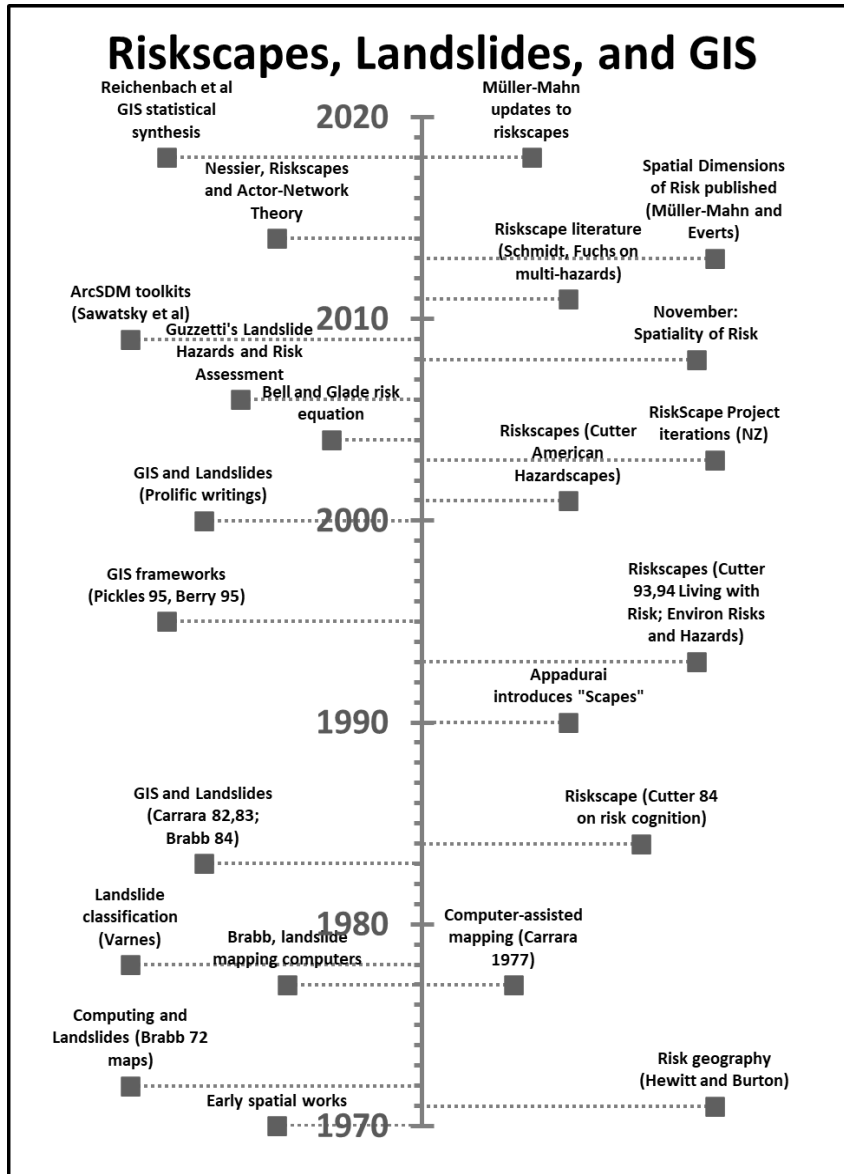 Riskscapes, Landslides, and GIS
Reichenbach et al
GIS statistical
synthesis
Müller-Mahn
updates to
riskscapes
2020
Nessier, Riskscapes
and Actor-Network
Theory
Spatial Dimensions
of Risk published
(Müller-Mahn and
Everts)
Riskscape literature
(Schmidt, Fuchs on
multi-hazards)
ArcSDM toolkits
(Sawatsky et al)
2010
November:
Spatiality of Risk
Guzzetti's Landslide
Hazards and Risk
Assessment
Bell and Glade risk
equation
RiskScape Project
iterations (NZ)
Riskscapes (Cutter
American
Hazardscapes)
GIS and Landslides
(Prolific writings)
2000
GIS frameworks
(Pickles 95, Berry 95)
Riskscapes (Cutter
93,94 Living with
Risk; Environ Risks
and Hazards)
Appadurai
introduces "Scapes"
1990
GIS and Landslides
(Carrara 82,83;
Brabb 84)
Riskscape (Cutter 84
on risk cognition)
Landslide
classification
(Varnes)
1980
Brabb, landslide
mapping computers
Computer-assisted
mapping (Carrara
1977)
Computing and
Landslides (Brabb 72
maps)
Risk geography
(Hewitt and Burton)
Early spatial works
1970